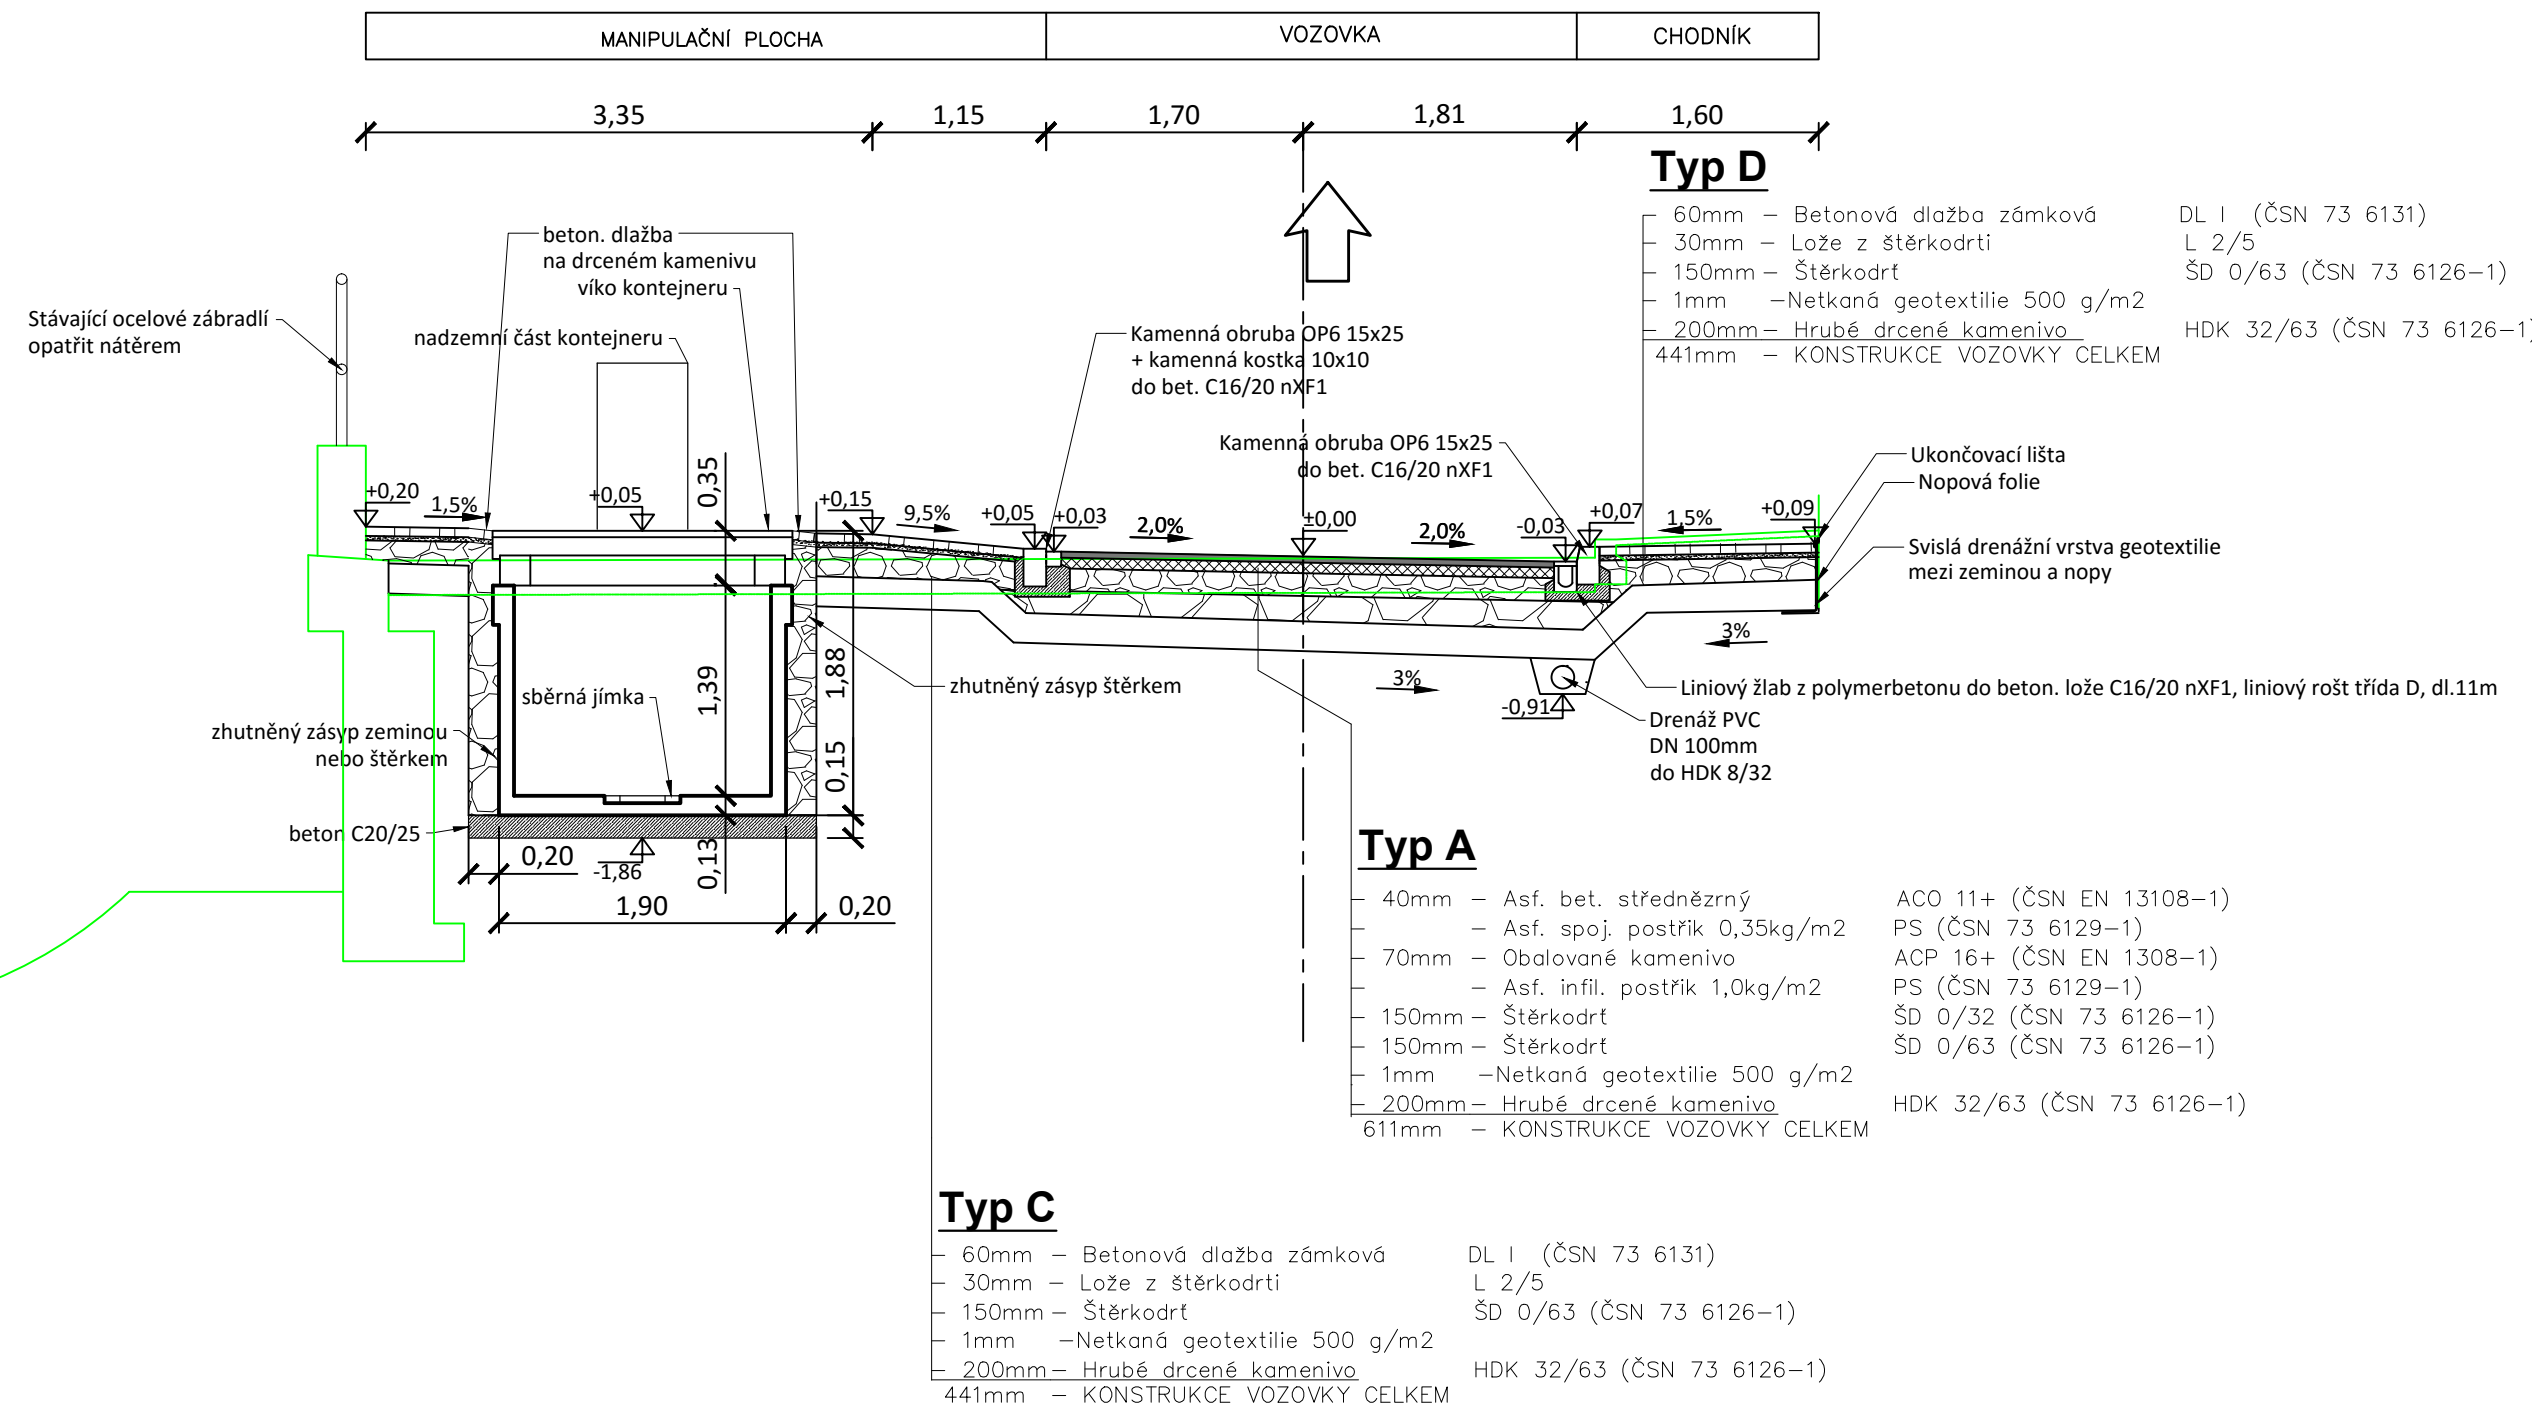 MANIPULAČNÍ PLOCHA
VOZOVKA
CHODNÍK
3,35
1,15
1,70
1,81
1,60
Typ D
60mm – Betonová dlažba zámková DL I (ČSN 73 6131)
30mm – Lože z štěrkodrti L 2/5
150mm – Štěrkodrť ŠD 0/63 (ČSN 73 6126–1)
1mm –Netkaná geotextilie 500 g/m2
200mm – Hrubé drcené kamenivo HDK 32/63 (ČSN 73 6126–1)
441mm – KONSTRUKCE VOZOVKY CELKEM
beton. dlažba
na drceném kamenivu
víko kontejneru
nadzemní část kontejneru
Stávající ocelové zábradlí
opatřit nátěrem
Kamenná obruba OP6 15x25
+ kamenná kostka 10x10
do bet. C16/20 nXF1
Kamenná obruba OP6 15x25
do bet. C16/20 nXF1
Ukončovací lišta
Nopová folie
Svislá drenážní vrstva geotextilie
mezi zeminou a nopy
+0,20
1,5%
+0,05
0,35
+0,15
9,5%
+0,05
+0,03
2,0%
±0,00
2,0%
-0,03
+0,07
1,5%
+0,09
3%
3%
1,39
1,88
0,15
0,13
sběrná jímka
zhutněný zásyp štěrkem
zhutněný zásyp zeminou
nebo štěrkem
beton C20/25
0,20
-1,86
1,90
0,20
-0,91
Liniový žlab z polymerbetonu do beton. lože C16/20 nXF1, liniový rošt třída D, dl.11m
Drenáž PVC
DN 100mm
do HDK 8/32
Typ A
40mm – Asf. bet. střednězrný ACO 11+ (ČSN EN 13108–1)
– Asf. spoj. postřik 0,35kg/m2 PS (ČSN 73 6129–1)
70mm – Obalované kamenivo ACP 16+ (ČSN EN 1308–1)
– Asf. infil. postřik 1,0kg/m2 PS (ČSN 73 6129–1)
150mm – Štěrkodrť ŠD 0/32 (ČSN 73 6126–1)
150mm – Štěrkodrť ŠD 0/63 (ČSN 73 6126–1)
1mm –Netkaná geotextilie 500 g/m2
200mm – Hrubé drcené kamenivo HDK 32/63 (ČSN 73 6126–1)
611mm – KONSTRUKCE VOZOVKY CELKEM
Typ C
60mm – Betonová dlažba zámková DL I (ČSN 73 6131)
30mm – Lože z štěrkodrti L 2/5
150mm – Štěrkodrť ŠD 0/63 (ČSN 73 6126–1)
1mm –Netkaná geotextilie 500 g/m2
200mm – Hrubé drcené kamenivo HDK 32/63 (ČSN 73 6126–1)
441mm – KONSTRUKCE VOZOVKY CELKEM